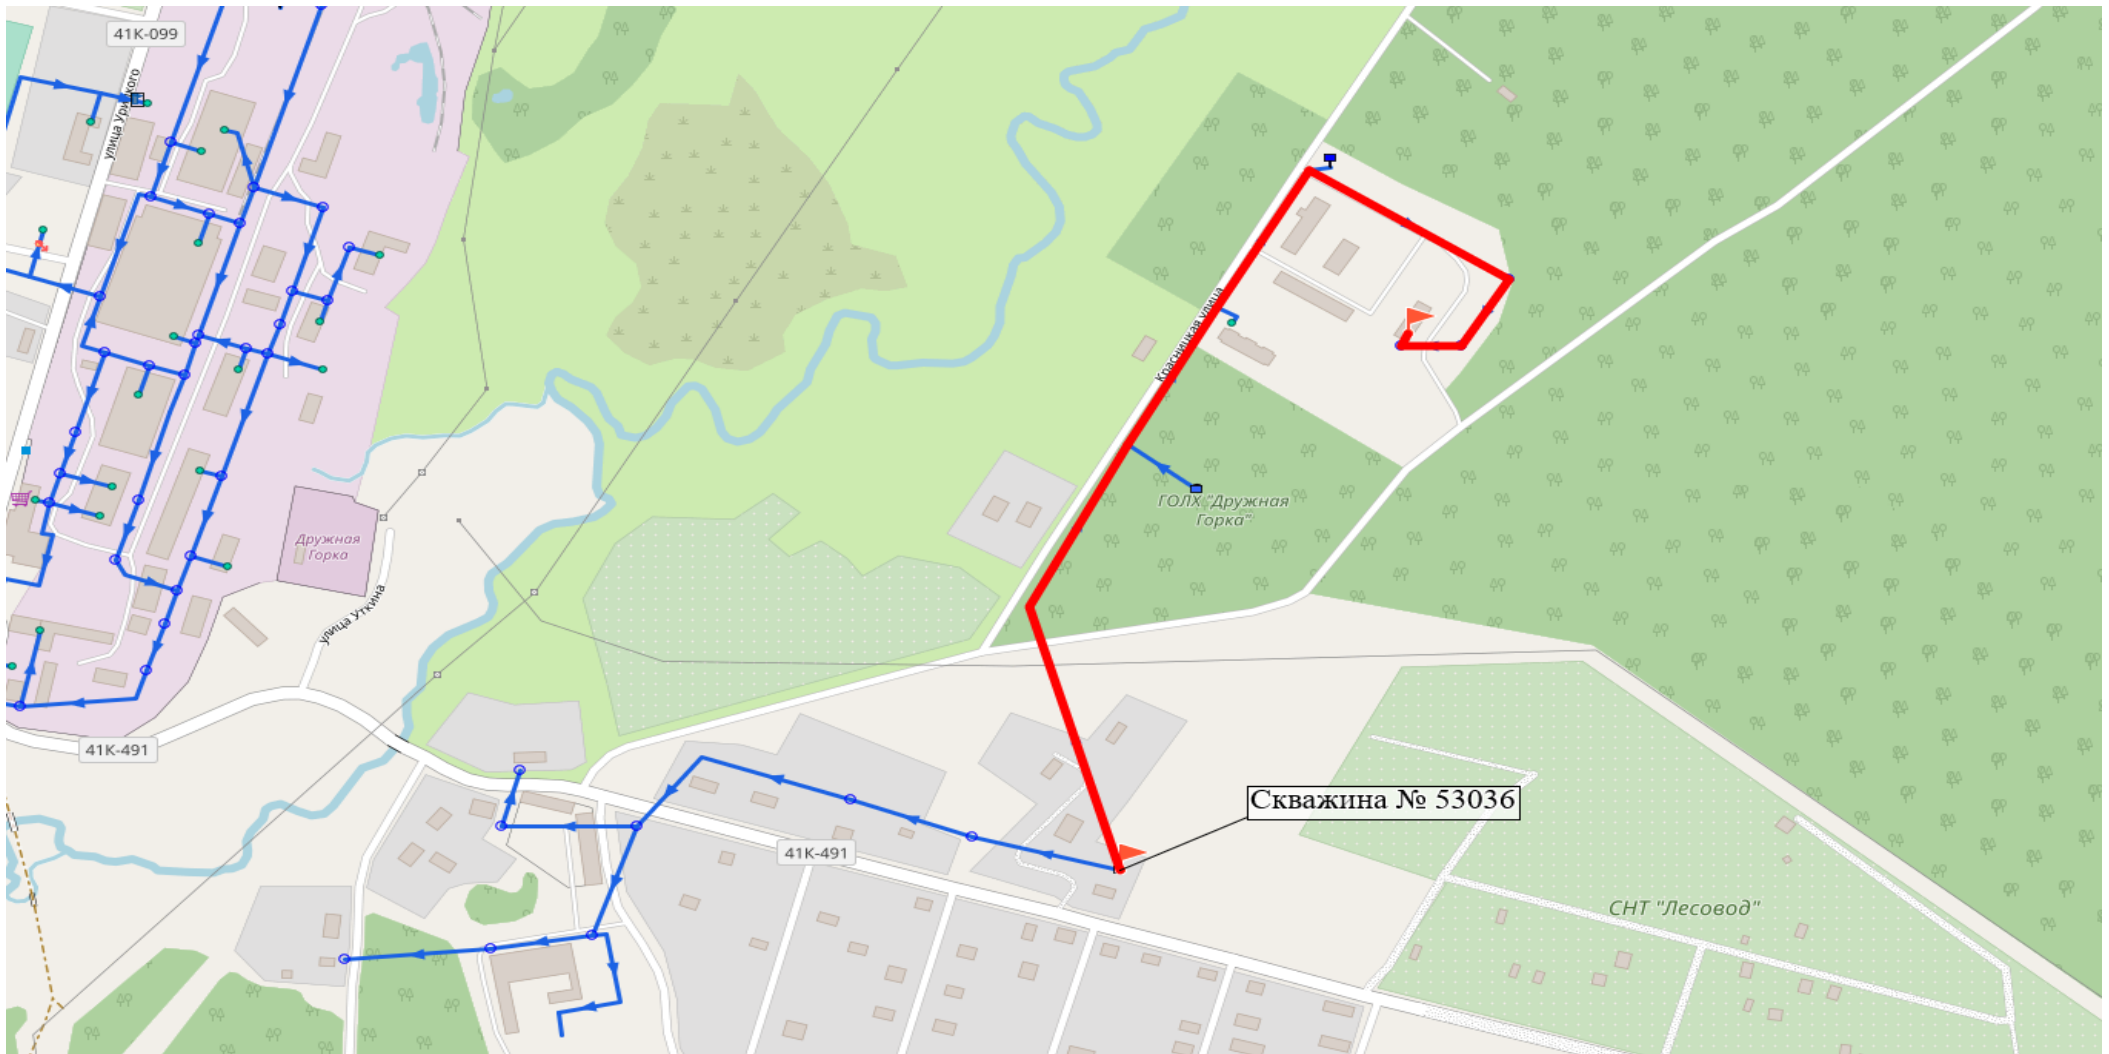 41К-099
улица Урицкого
Красницкая улица
ГОЛХ "Дружная
Горка"
Дружная
Горка
улица Уткина
41К-491
Скважина № 53036
41К-491
СНТ "Лесовод"